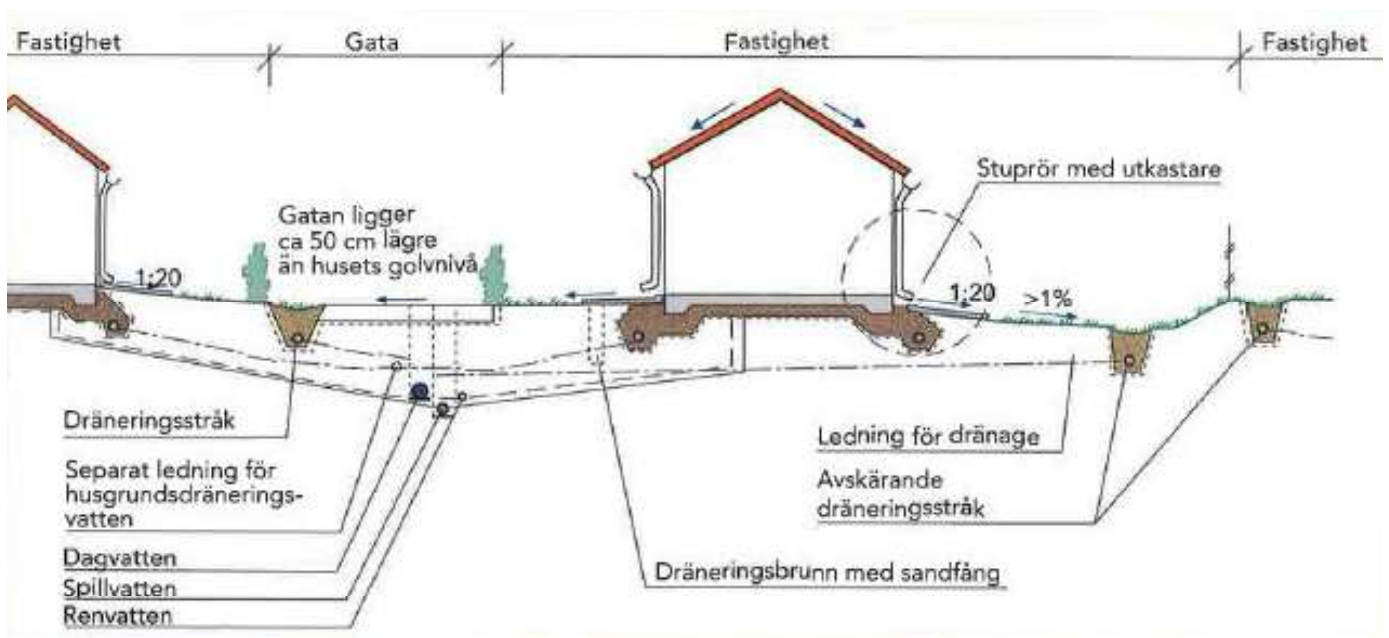 Fastighet
Gata
Fastighet
Fastighet
Stuprör med utkastare
Gatan ligger
ca 50 cm lägre
än husets golvnivå
1:20
1:20
>1%
Dräneringsstråk
Separat ledning för
husgrundsdränerings-
vatten
Dagvatten
Spillvatten
Renvatten
Ledning för dränage
Avskärande
dräneringsstråk
Dräneringsbrunn med sandfång